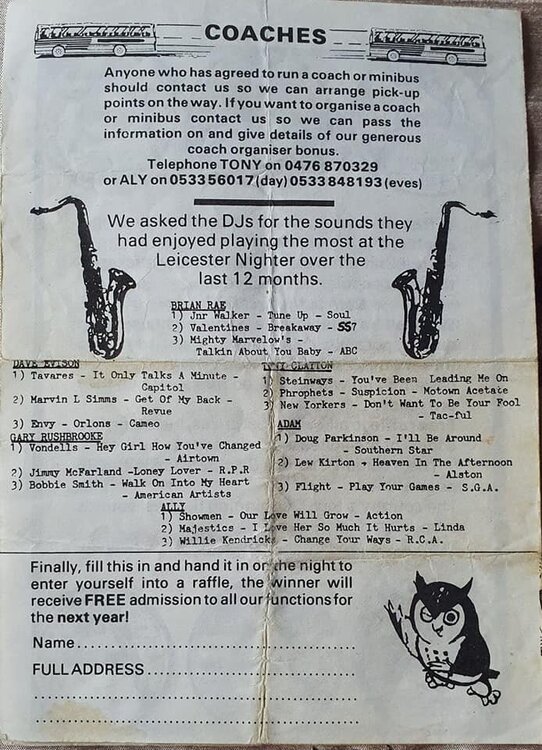 COACHES
Anyone who has agreed to run a coach or minibus
should contact us so we can arrange pick-up
points on the way. If you want to organise a coach
or minibus contact us so we can pass the
information on and give details of our generous
coach organiser bonus.
Telephone TONY on 0476 870329
or ALY on 053356017 (day) 0533848193 (eves)
We asked the DJs for the sounds they
had enjoyed playing the most at the
Leicester Nighter over the
last 12 months.
BRIAN RAE
1) Jnr Walker - Tune Up - Soul
2) Valentines - Breakaway - SS7
3) Mighty Marvelow's -
Talkin About You Baby - ABC
DAVE EVISON
1) Tavares - It Only Talks A Minute -
Capitol
2) Marvin L Simms - Get Of My Back -
Revue
3) Envy - Orlons - Cameo
GARY RUSHBROOKE
1) Vondells - Hey Girl How You've Changed
- Airtown
2) Jimmy McFarland -Loney Lover - R.P.R
3) Bobbie Smith - Walk On Into My Heart
- American Artists
CLAYTON
1 Steinways - You've Been Leading Me On
2) Phrophets - Suspicion - Motown Acetate
3 New Yorkers - Don't Want To Be Your Fool
- Tac-ful
ADAM
1) Doug Parkinson - I'll Be Around
- Southern Star
2) Lew Kirton - Heaven In The Afternoon
- Alston
3) Flight - Play Your Games - S.G.A.
ALLY
1) Showmen - Our Love Will Grow - Action
2) Majestics - I Love Her So Much It Hurts - Linda
3) Willie Kendricks - Change Your Ways - R.C.A.
Finally, fill this in and hand it in on the night to
enter yourself into a raffle, the winner will
receive FREE admission to all our functions for
the next year!
Name
FULL ADDRESS